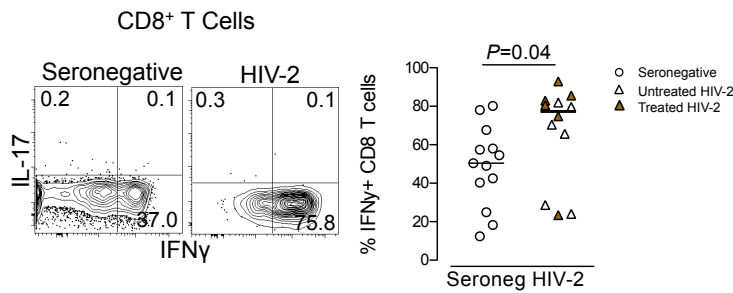 CD8⁺ T Cells
Seronegative
HIV-2
0.2
0.1
0.3
0.1
37.0
75.8
IL-17
IFNγ
% IFNγ+ CD8 T cells
100
80
60
40
20
0
P=0.04
Seroneg HIV-2
Seronegative
Untreated HIV-2
Treated HIV-2